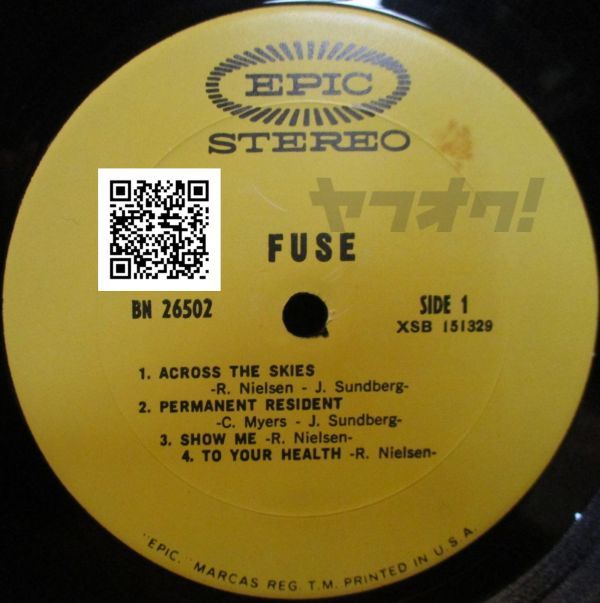 EPIC
STEREO
ヤフオク!
FUSE
BN 26502
SIDE 1
XSB 151329
1. ACROSS THE SKIES
-R. Nielsen - J. Sundberg-
2. PERMANENT RESIDENT
-C. Myers - J. Sundberg-
3. SHOW ME -R. Nielsen-
4. TO YOUR HEALTH -R. Nielsen-
"EPIC," MARCAS REG. T.M. PRINTED IN U.S.A.